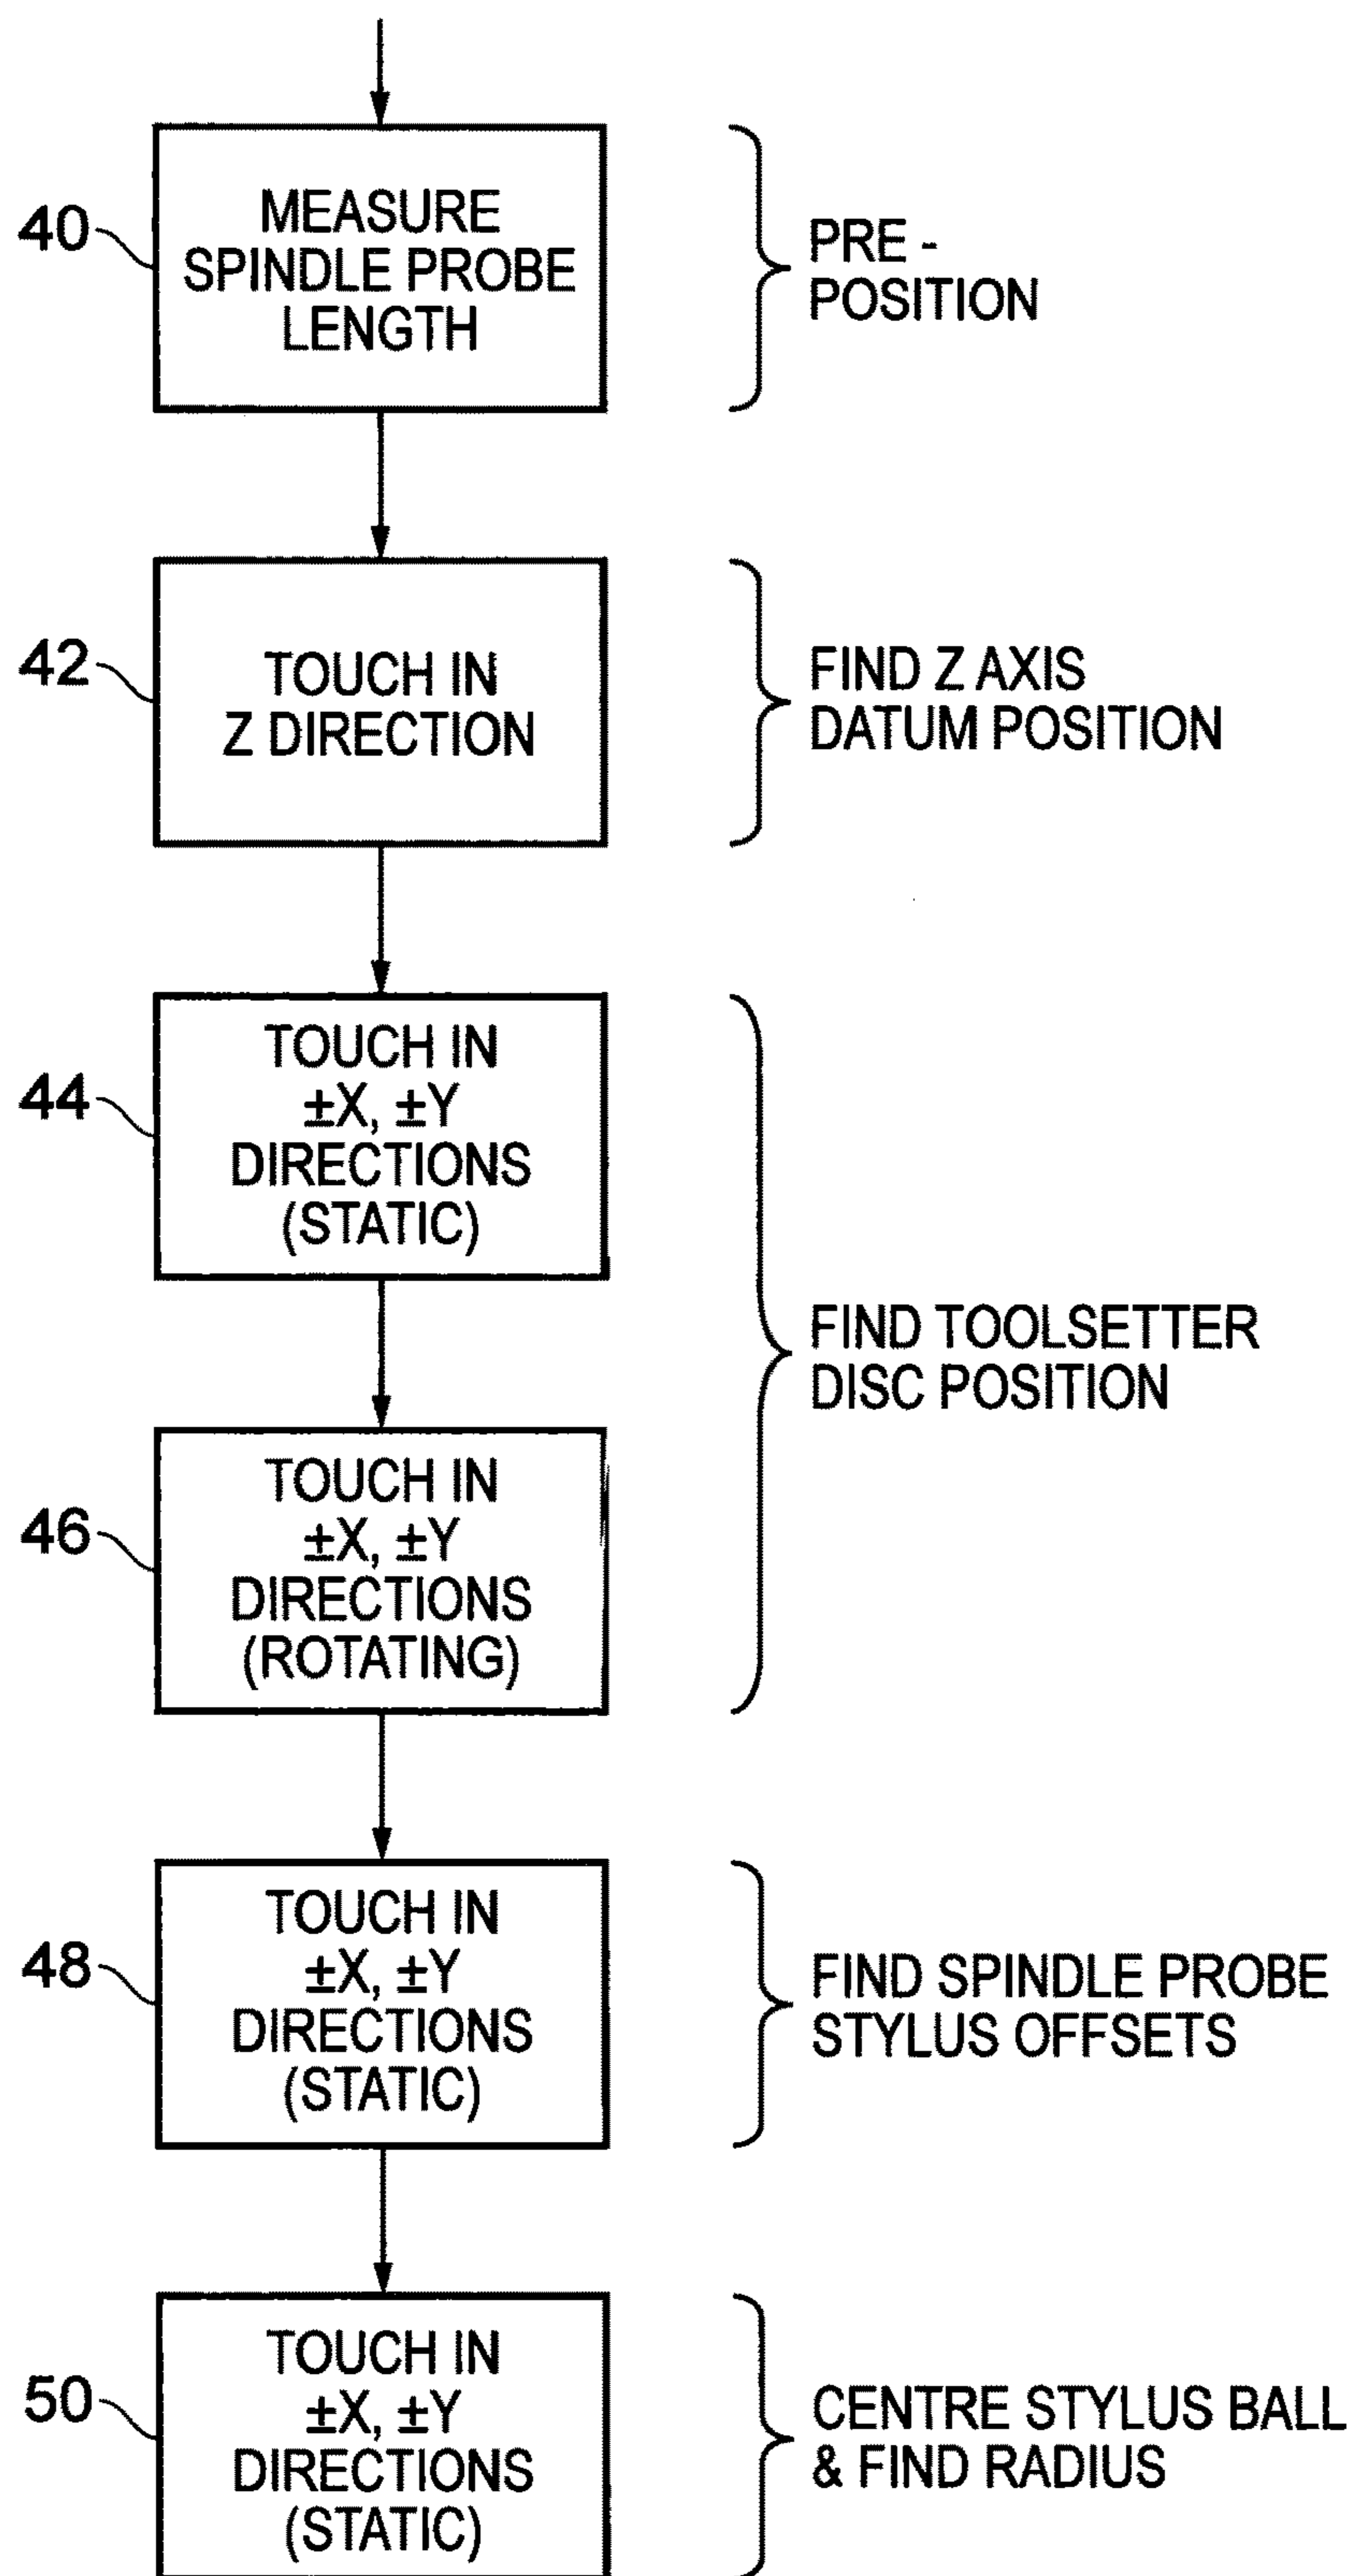 40
MEASURE
SPINDLE PROBE
LENGTH
PRE -
POSITION
42
TOUCH IN
Z DIRECTION
FIND Z AXIS
DATUM POSITION
44
TOUCH IN
±X, ±Y
DIRECTIONS
(STATIC)
FIND TOOLSETTER
DISC POSITION
46
TOUCH IN
±X, ±Y
DIRECTIONS
(ROTATING)
48
TOUCH IN
±X, ±Y
DIRECTIONS
(STATIC)
FIND SPINDLE PROBE
STYLUS OFFSETS
50
TOUCH IN
±X, ±Y
DIRECTIONS
(STATIC)
CENTRE STYLUS BALL
& FIND RADIUS